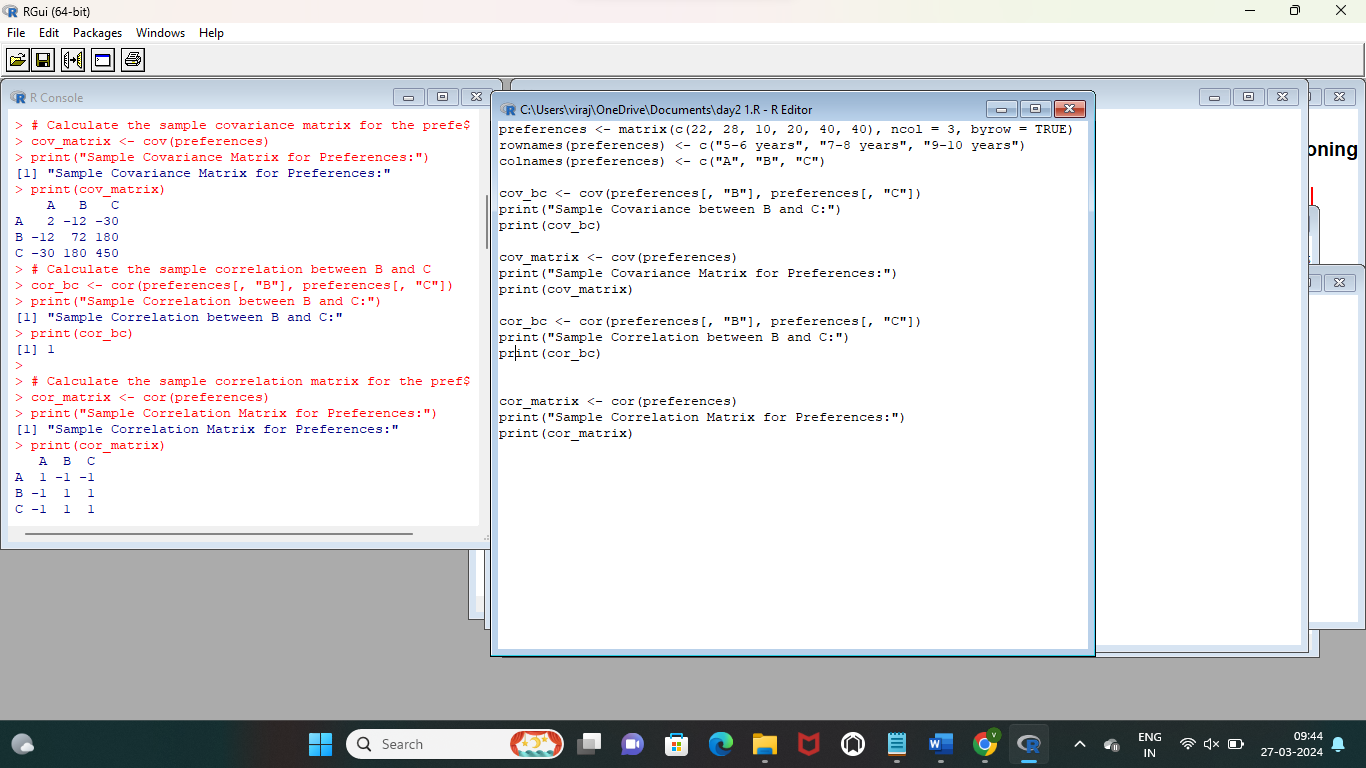 RGui (64-bit)
File Edit Packages Windows Help
R Console
> # Calculate the sample covariance matrix for the prefe$
> cov_matrix <- cov(preferences)
> print("Sample Covariance Matrix for Preferences:")
[1] "Sample Covariance Matrix for Preferences:"
> print(cov_matrix)
A B C
A 2 -12 -30
B -12 72 180
C -30 180 450
> # Calculate the sample correlation between B and C
> cor_bc <- cor(preferences[, "B"], preferences[, "C"])
> print("Sample Correlation between B and C:")
[1] "Sample Correlation between B and C:"
> print(cor_bc)
[1] 1
>
> # Calculate the sample correlation matrix for the pref$
> cor_matrix <- cor(preferences)
> print("Sample Correlation Matrix for Preferences:")
[1] "Sample Correlation Matrix for Preferences:"
> print(cor_matrix)
A B C
A 1 -1 -1
B -1 1 1
C -1 1 1
C:\Users\viraj\OneDrive\Documents\day2 1.R - R Editor
preferences <- matrix(c(22, 28, 10, 20, 40, 40), ncol = 3, byrow = TRUE)
rownames(preferences) <- c("5-6 years", "7-8 years", "9-10 years")
colnames(preferences) <- c("A", "B", "C")
cov_bc <- cov(preferences[, "B"], preferences[, "C"])
print("Sample Covariance between B and C:")
print(cov_bc)
cov_matrix <- cov(preferences)
print("Sample Covariance Matrix for Preferences:")
print(cov_matrix)
cor_bc <- cor(preferences[, "B"], preferences[, "C"])
print("Sample Correlation between B and C:")
print(cor_bc)
cor_matrix <- cor(preferences)
print("Sample Correlation Matrix for Preferences:")
print(cor_matrix)
oning
Search
ENG
IN
09:44
27-03-2024